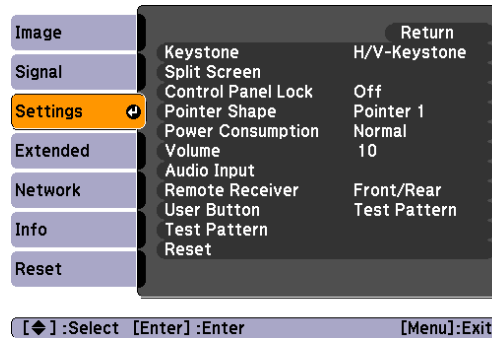 Image
Signal
Settings
Extended
Network
Info
Reset
Return
Keystone H/V-Keystone
Split Screen
Control Panel Lock Off
Pointer Shape Pointer 1
Power Consumption Normal
Volume 10
Audio Input
Remote Receiver Front/Rear
User Button Test Pattern
Test Pattern
Reset
[◆] :Select [Enter] :Enter [Menu]:Exit